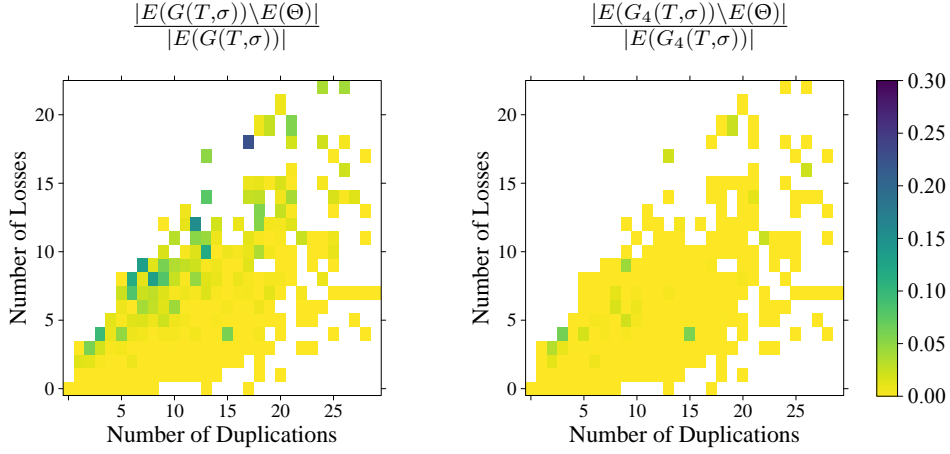 |E(G(T,σ))\E(Θ)|
|E(G(T,σ))|
|E(G₄(T,σ))\E(Θ)|
|E(G₄(T,σ))|
Number of Losses
20
15
10
5
0
5 10 15 20 25
Number of Duplications
Number of Losses
20
15
10
5
0
5 10 15 20 25
Number of Duplications
0.30
0.25
0.20
0.15
0.10
0.05
0.00